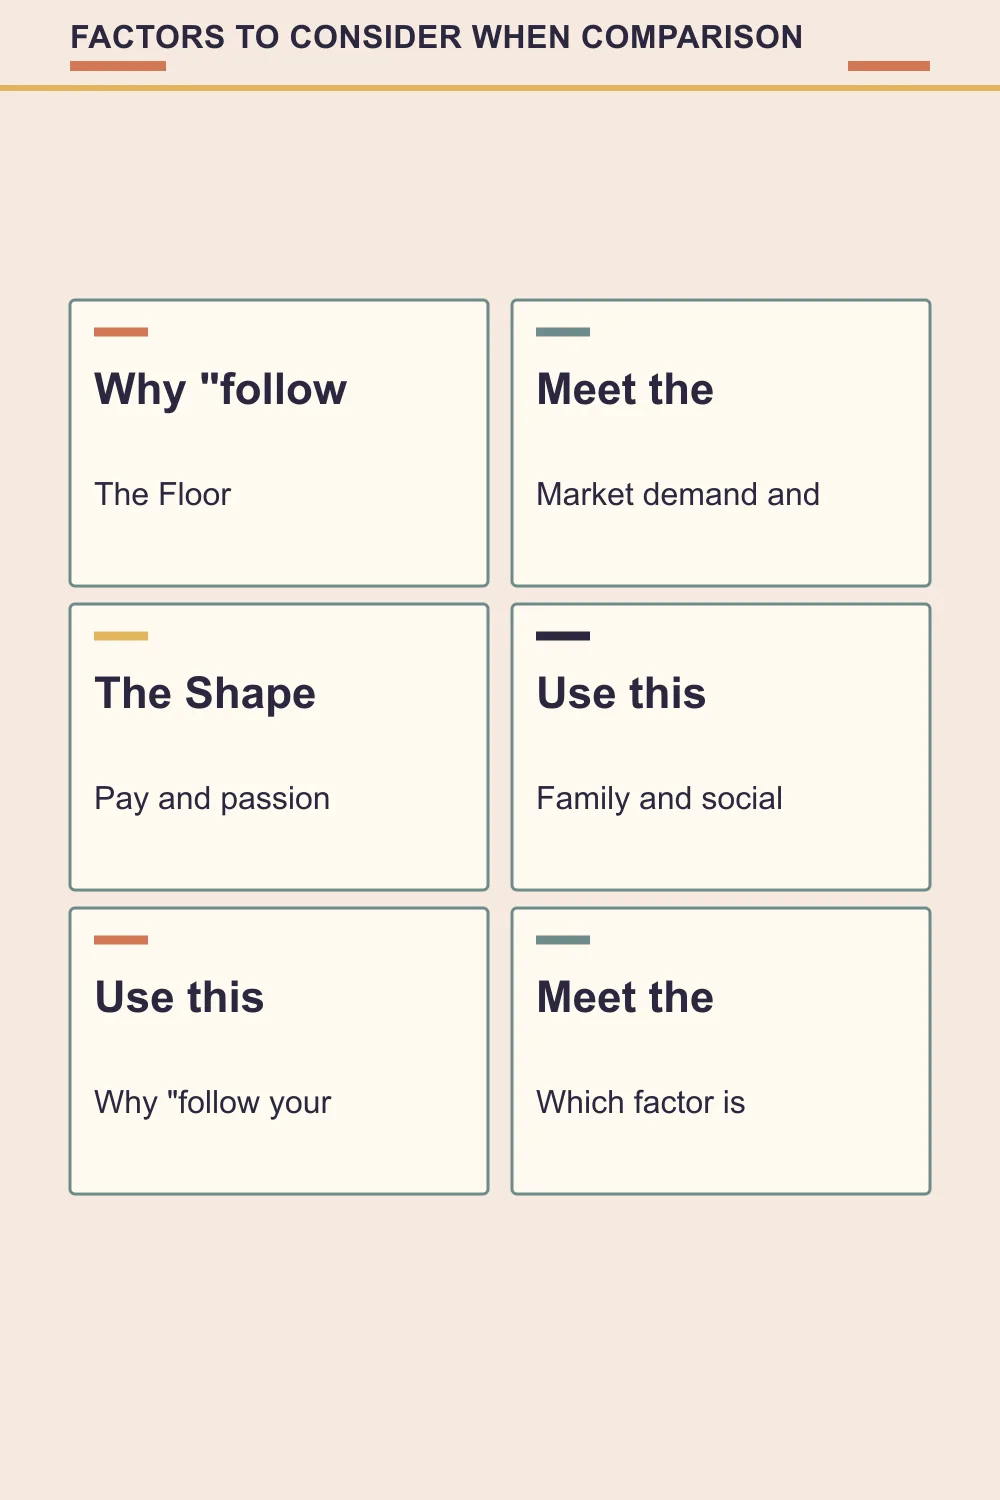 FACTORS TO CONSIDER WHEN COMPARISON
Why "follow
The Floor
Meet the
Market demand and
The Shape
Pay and passion
Use this
Family and social
Use this
Why "follow your
Meet the
Which factor is